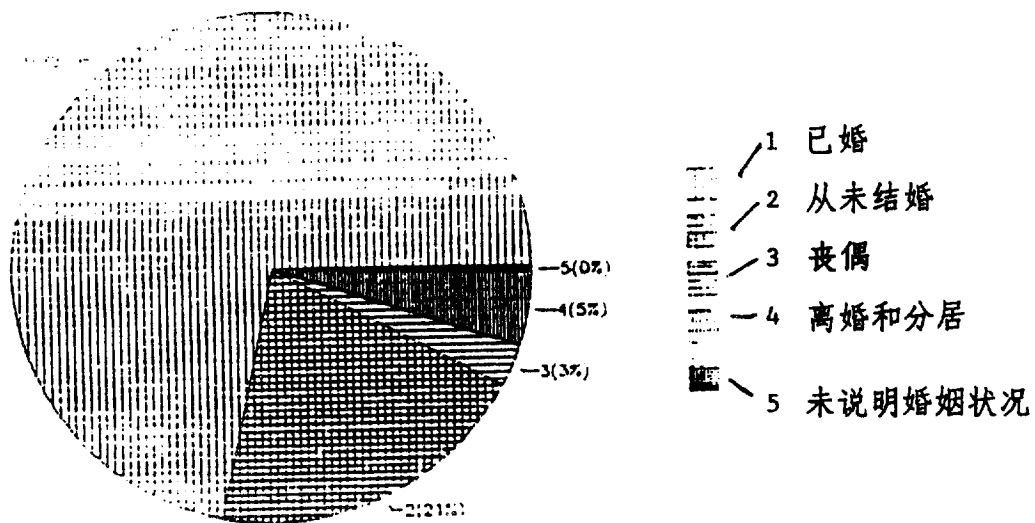 5(0%)
4(5%)
3(3%)
2(21%)
1 已婚
2 从未结婚
3 丧偶
4 离婚和分居
5 未说明婚姻状况